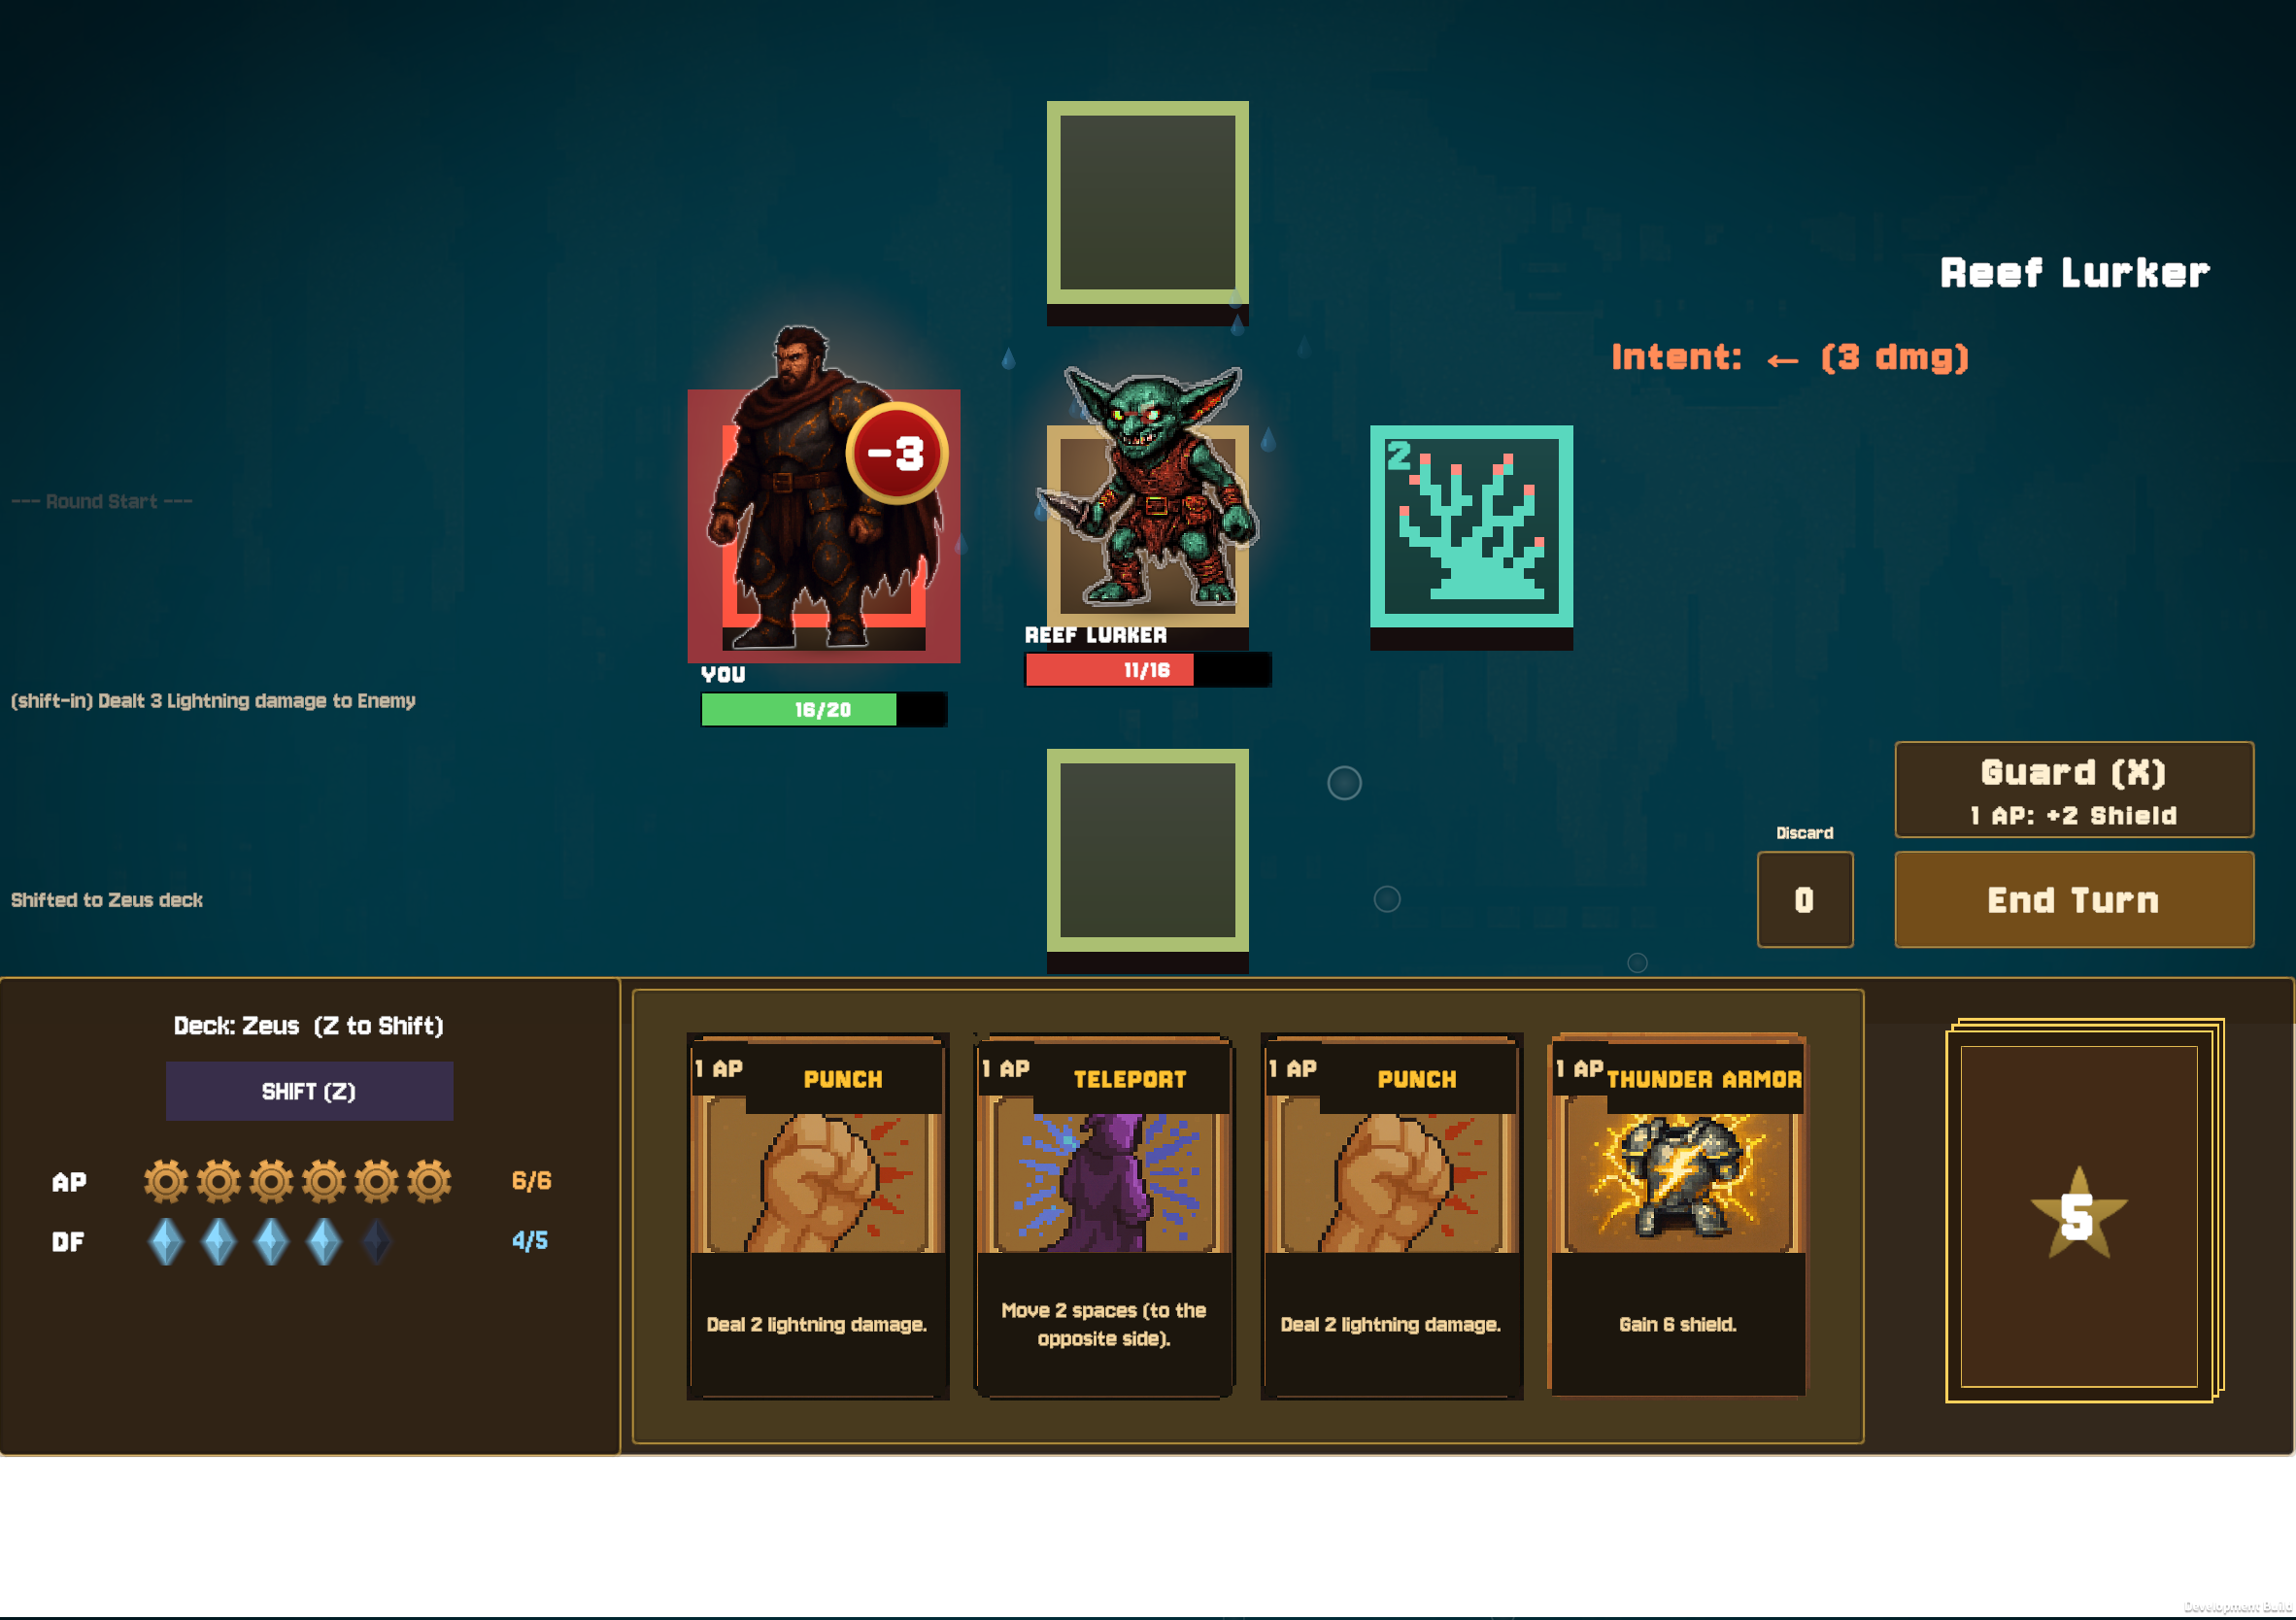 Reef Lurker
Intent: ← (3 dmg)
-3
2
--- Round Start ---
REEF LURKER
11/16
YOU
16/20
(shift-in) Dealt 3 Lightning damage to Enemy
Guard (X)
1 AP: +2 Shield
Discard
0
End Turn
Shifted to Zeus deck
Deck: Zeus (Z to Shift)
SHIFT (Z)
AP
6/6
DF
4/5
1 AP
PUNCH
Deal 2 lightning damage.
1 AP
TELEPORT
Move 2 spaces (to the
opposite side).
1 AP
PUNCH
Deal 2 lightning damage.
1 AP
THUNDER ARMOR
Gain 6 shield.
5
Development Build